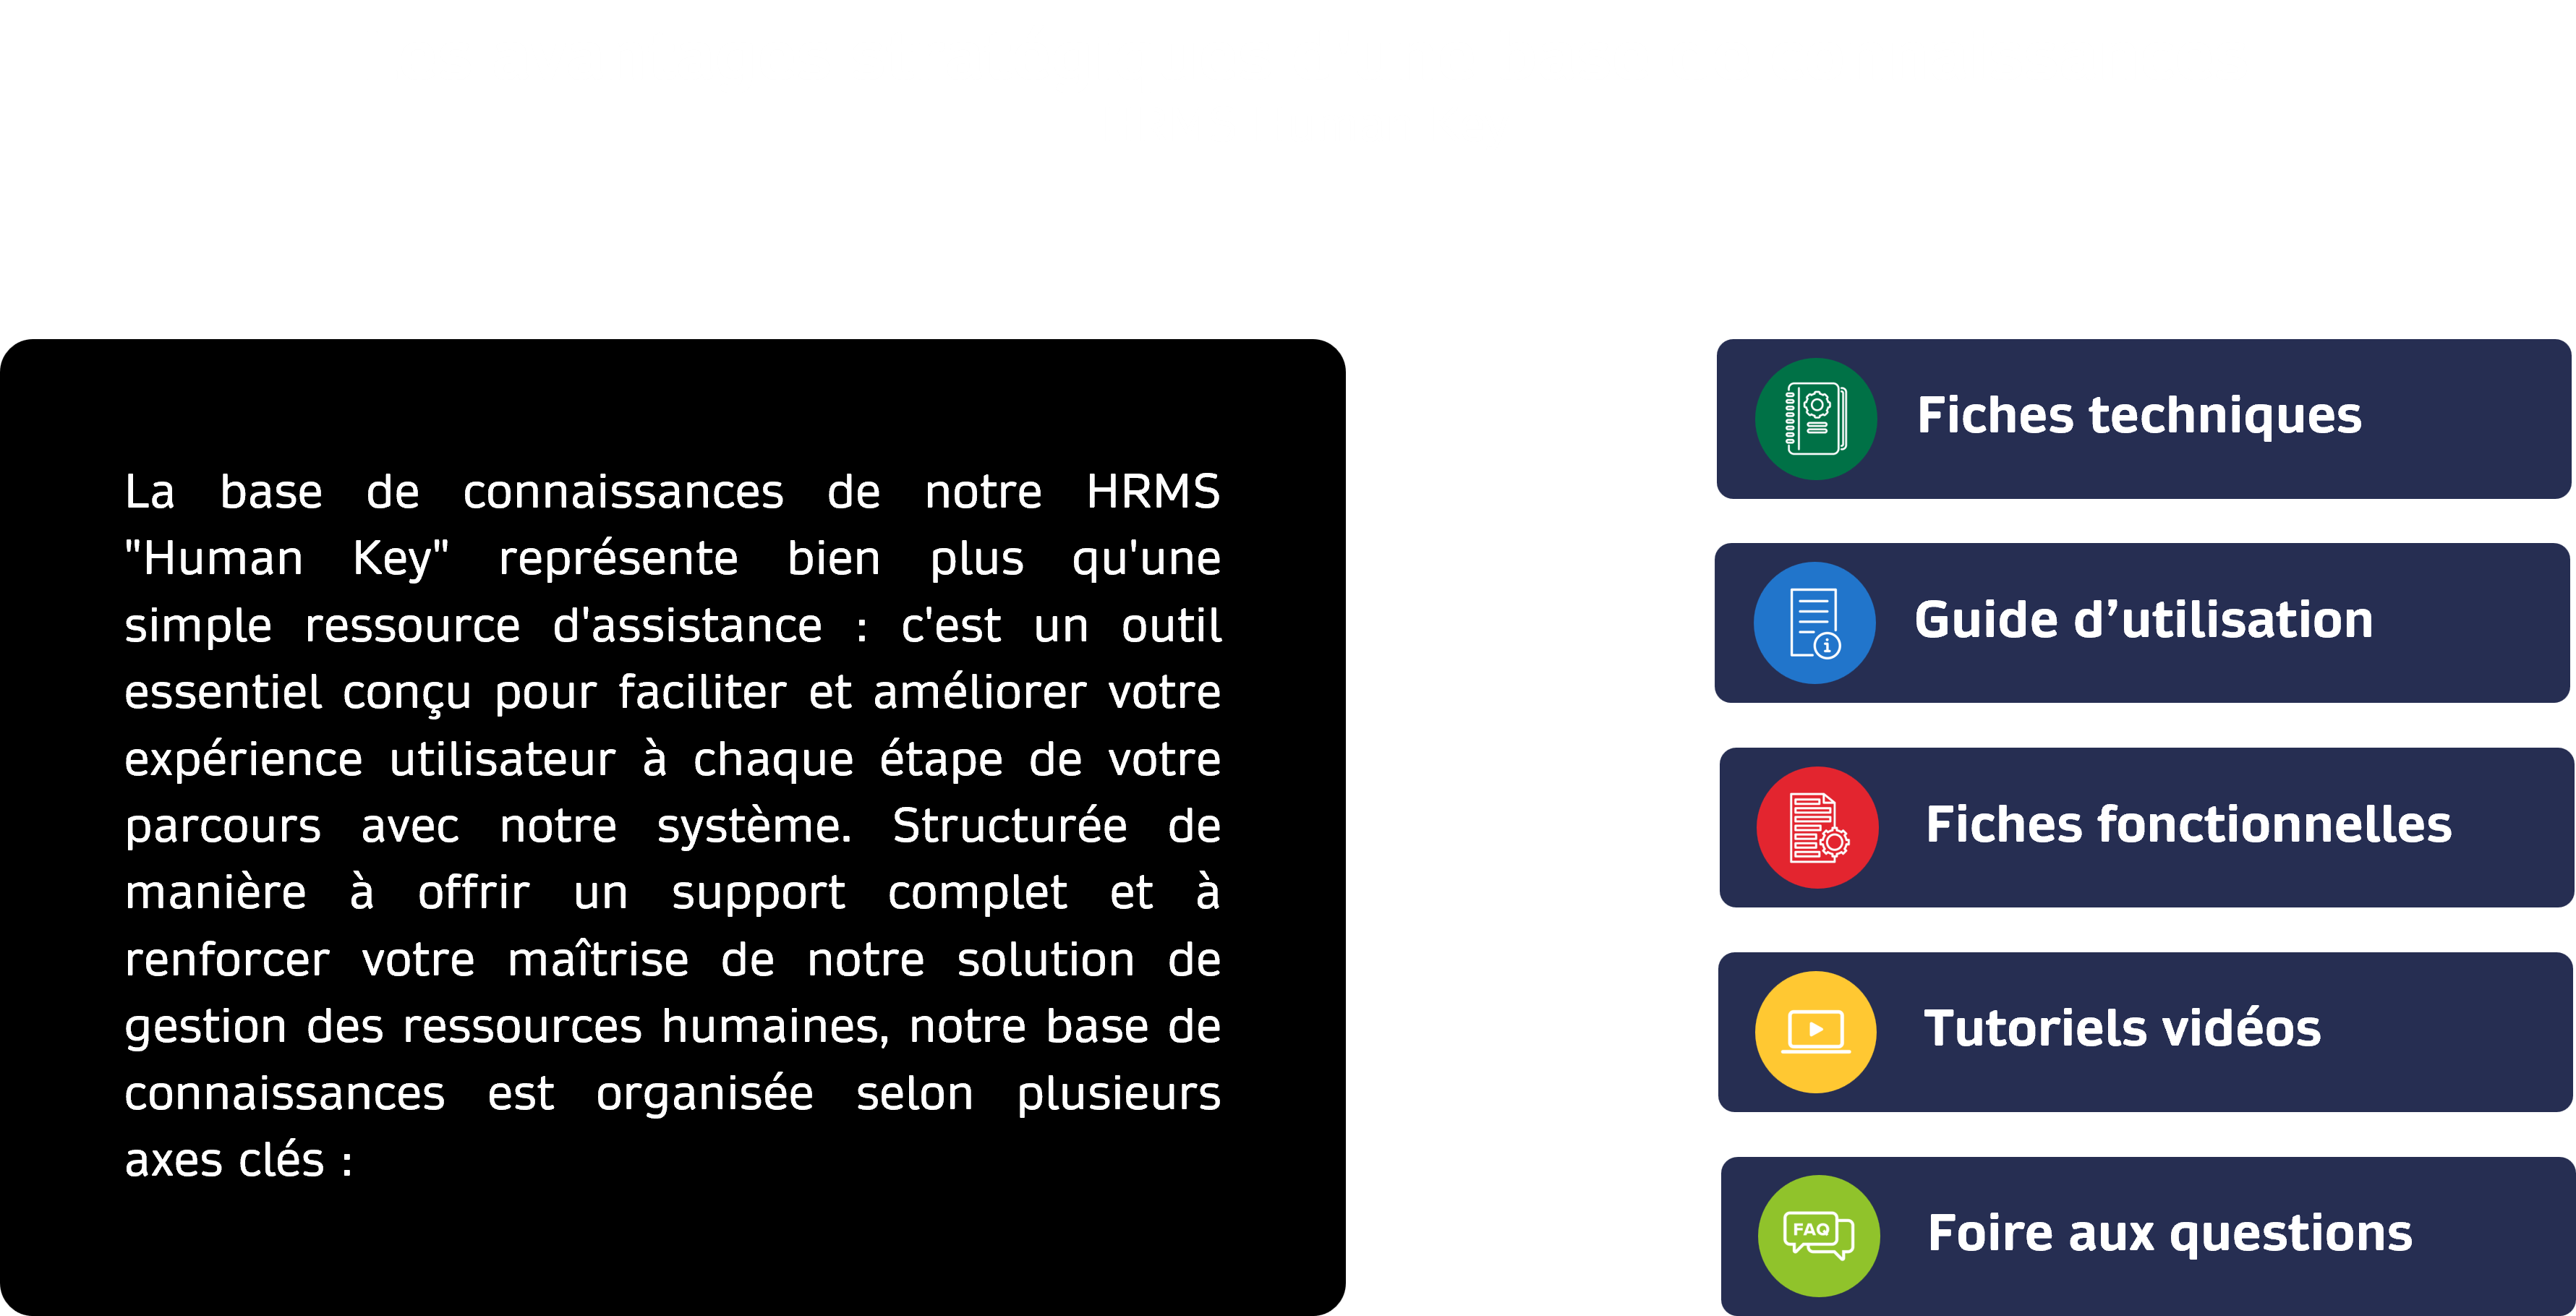 La base de connaissances de notre HRMS
"Human Key" représente bien plus qu'une
simple ressource d'assistance : c'est un outil
essentiel conçu pour faciliter et améliorer votre
expérience utilisateur à chaque étape de votre
parcours avec notre système. Structurée de
manière à offrir un support complet et à
renforcer votre maîtrise de notre solution de
gestion des ressources humaines, notre base de
connaissances est organisée selon plusieurs
axes clés :
Fiches techniques
Guide d’utilisation
Fiches fonctionnelles
Tutoriels vidéos
FAQ
Foire aux questions